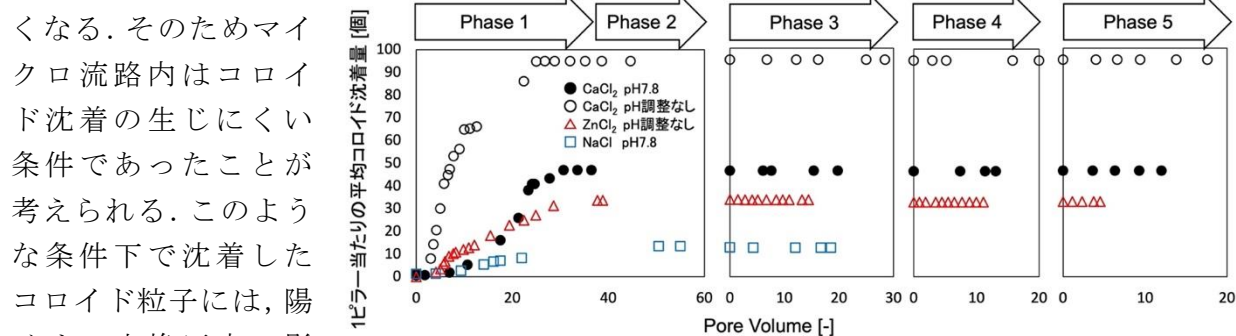 くなる.そのためマイ
クロ流路内はコロイ
ド沈着の生じにくい
条件であったことが
考えられる.このよう
な条件下で沈着した
コロイド粒子には,陽
Phase 1
Phase 2
Phase 3
Phase 4
Phase 5
1ピラー当たりの平均コロイド沈着量 [個]
100
90
80
70
60
50
40
30
20
10
0
CaCl₂ pH7.8
CaCl₂ pH調整なし
ZnCl₂ pH調整なし
NaCl pH7.8
0 20 40 60
0 10 20 30
0 10 20
0 10 20
Pore Volume [-]